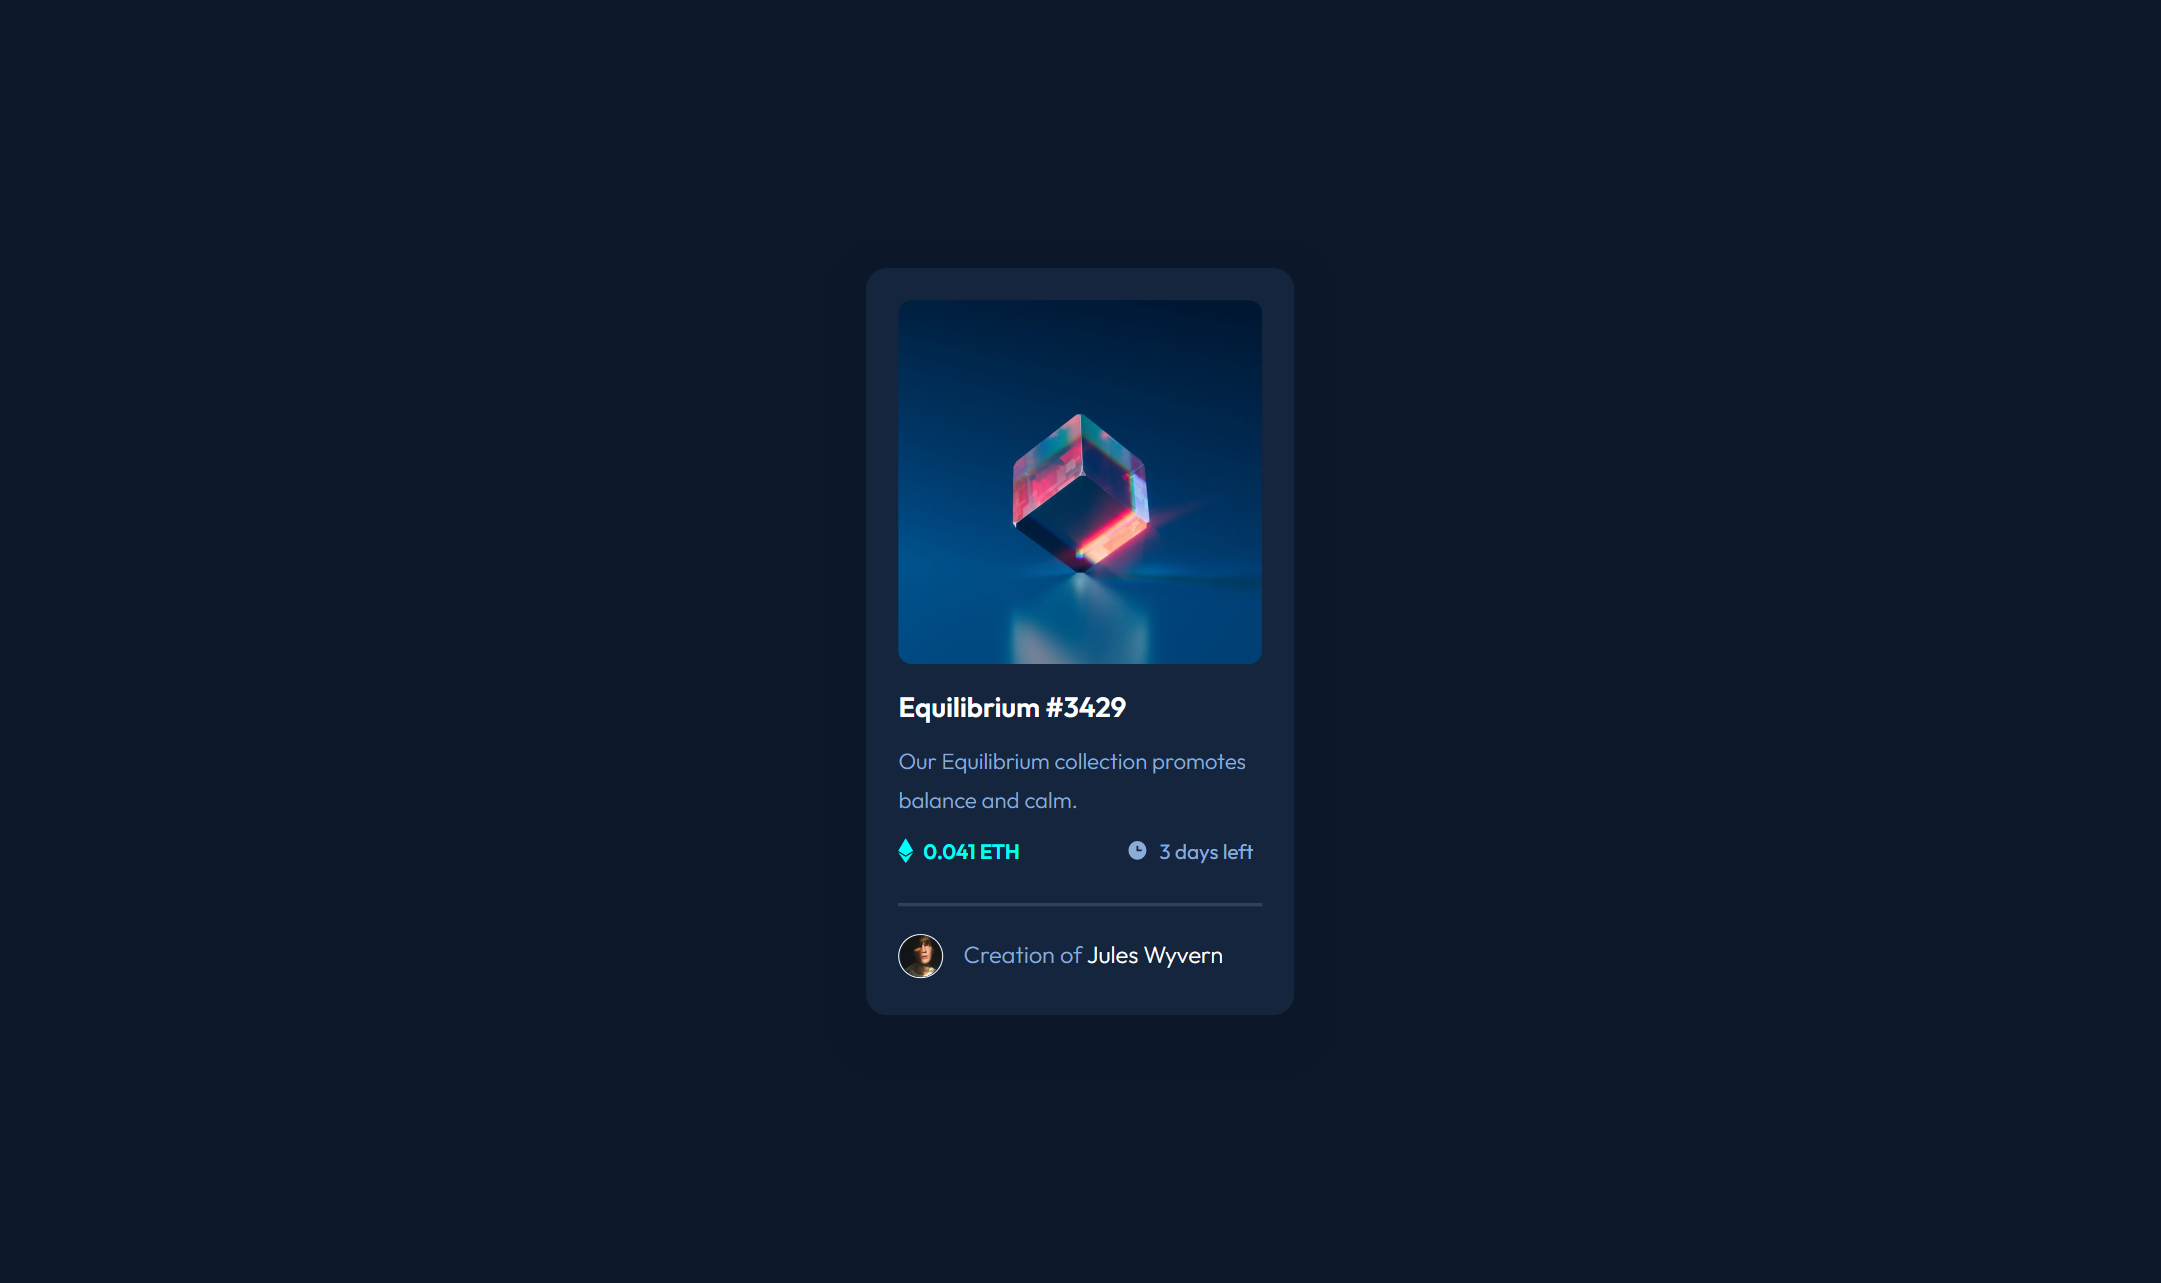 Equilibrium #3429
Our Equilibrium collection promotes
balance and calm.
0.041 ETH 3 days left
Creation of Jules Wyvern